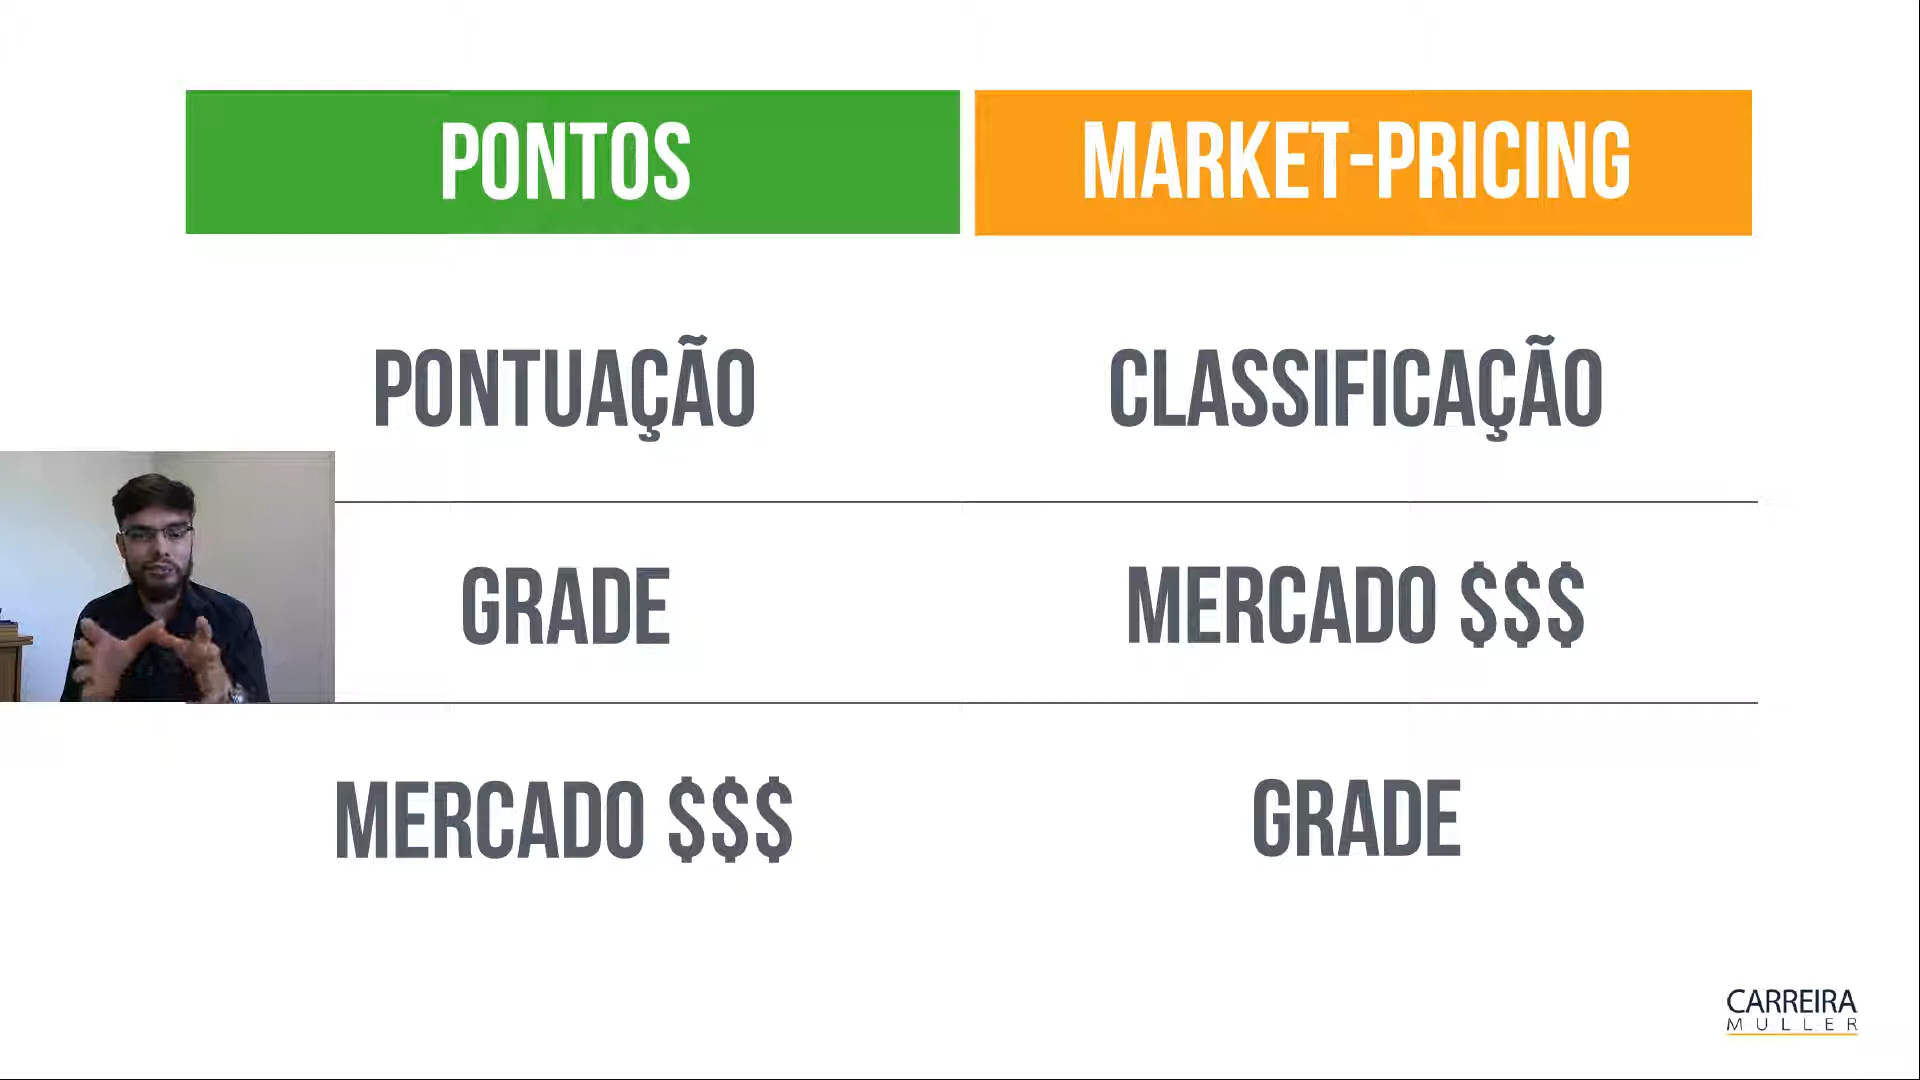 PONTOS
MARKET-PRICING
PONTUAÇÃO
CLASSIFICAÇÃO
GRADE
MERCADO $$$
MERCADO $$$
GRADE
CARREIRA
MULLER